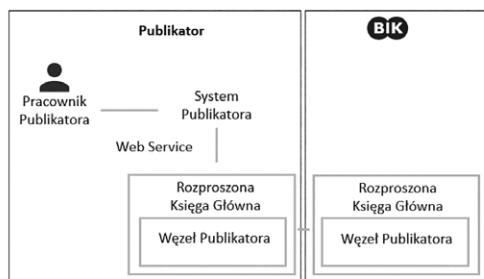 Publikator
BIK
Pracownik
Publikatora
System
Publikatora
Web Service
Rozproszona
Księga Główna
Węzeł Publikatora
Rozproszona
Księga Główna
Węzeł Publikatora